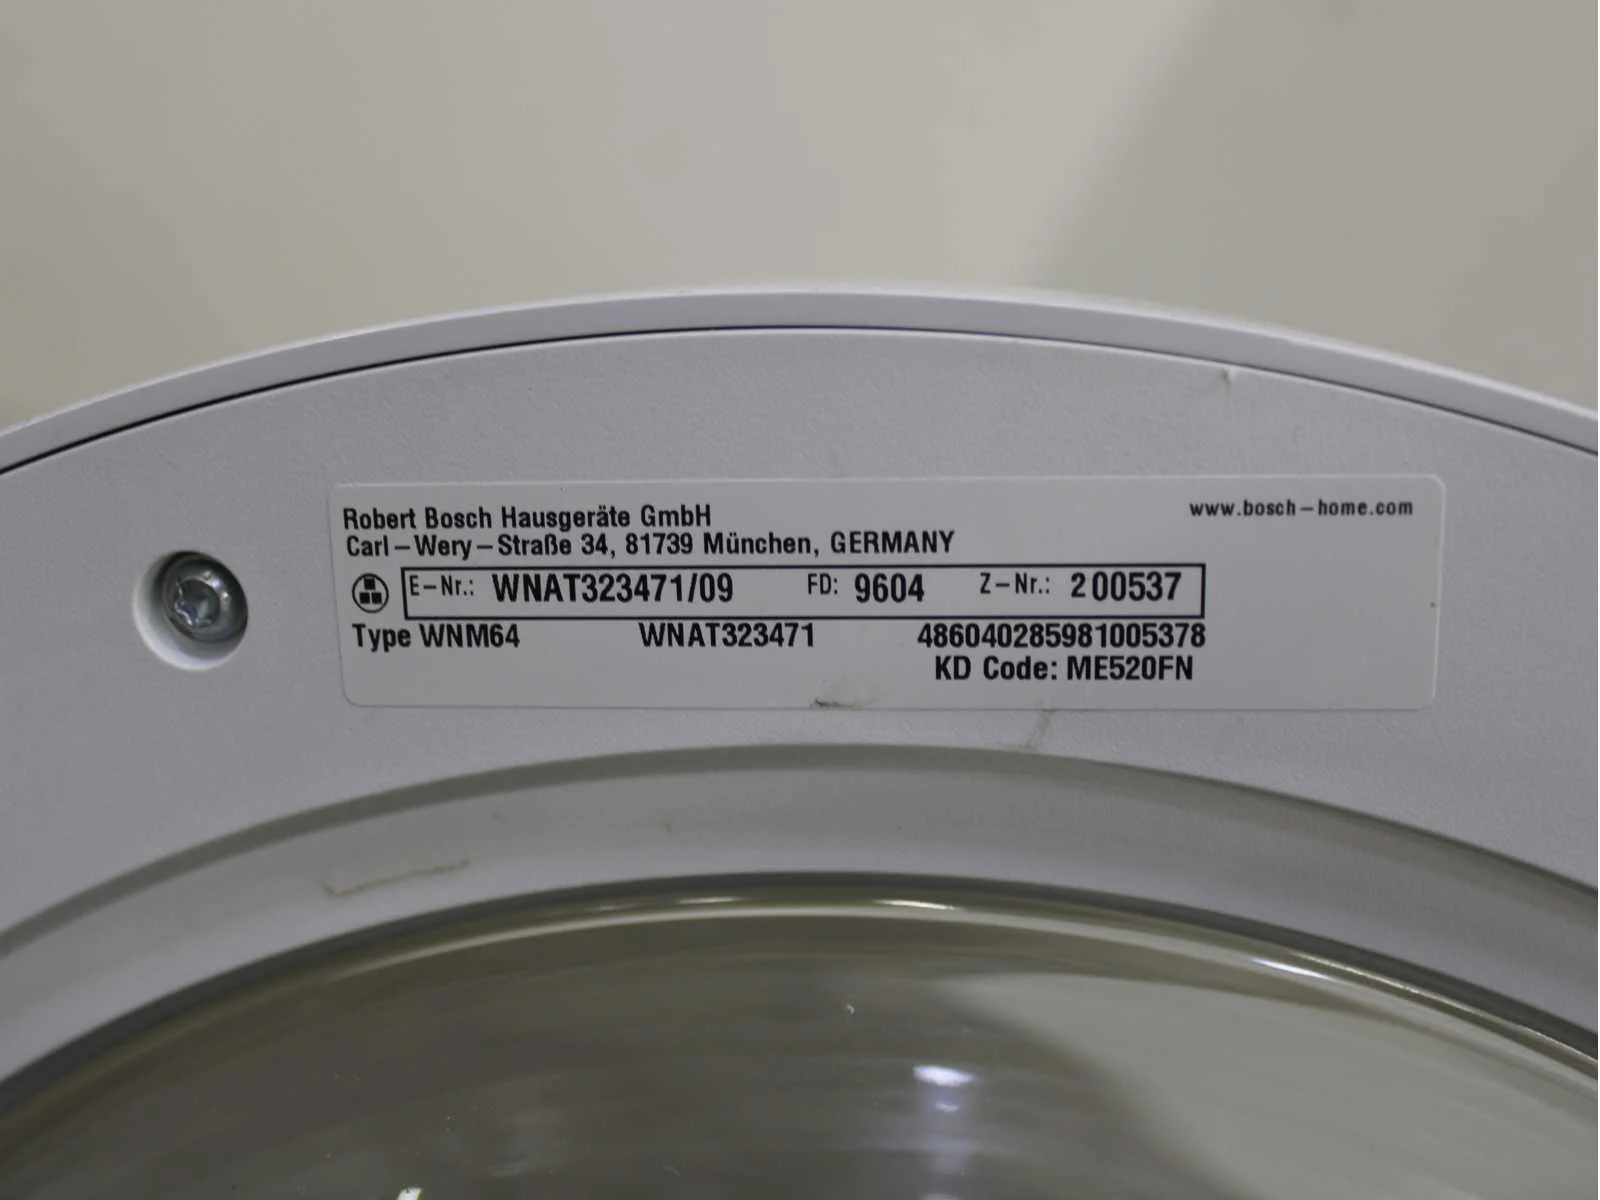 Robert Bosch Hausgeräte GmbH
www.bosch-home.com
Carl-Wery-Straße 34, 81739 München, GERMANY
E-Nr.: WNAT323471/09 FD: 9604 Z-Nr.: 200537
Type WNM64 WNAT323471 486040285981005378
KD Code: ME520FN